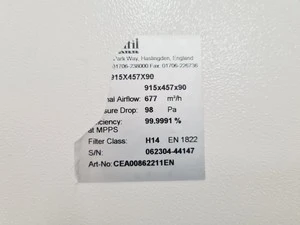 Park Way, Haslingden, England
01706-238000 Fax 01706-226736
915X457X90
915x457x90
nal Airflow: 677 m³/h
sure Drop: 98 Pa
iciency: 99.9991 %
at MPPS
Filter Class: H14 EN 1822
S/N: 062304-44147
Art-No: CEA00862211EN